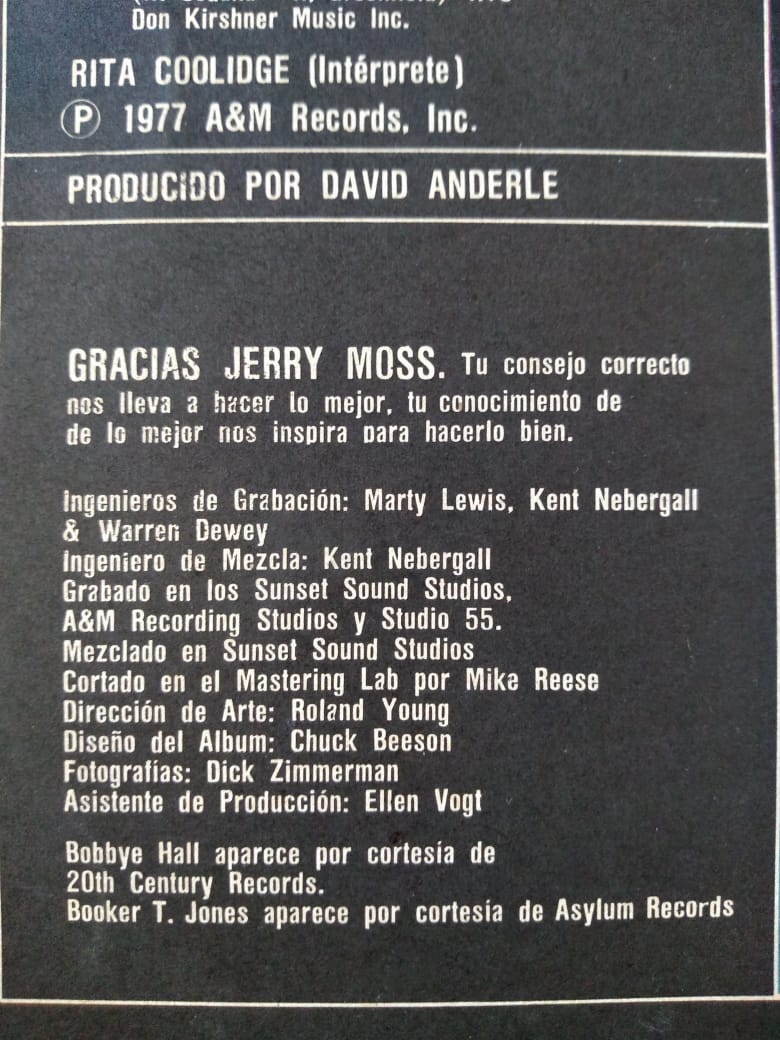 Don Kirshner Music Inc.
RITA COOLIDGE (Intérprete)
Ⓟ 1977 A&M Records, Inc.
PRODUCIDO POR DAVID ANDERLE
GRACIAS JERRY MOSS. Tu consejo correcto
nos lleva a hacer lo mejor, tu conocimiento de
de lo mejor nos inspira para hacerlo bien.
Ingenieros de Grabación: Marty Lewis, Kent Nebergall
& Warren Dewey
Ingeniero de Mezcla: Kent Nebergall
Grabado en los Sunset Sound Studios,
A&M Recording Studios y Studio 55.
Mezclado en Sunset Sound Studios
Cortado en el Mastering Lab por Mike Reese
Dirección de Arte: Roland Young
Diseño del Album: Chuck Beeson
Fotografías: Dick Zimmerman
Asistente de Producción: Ellen Vogt
Bobbye Hall aparece por cortesía de
20th Century Records.
Booker T. Jones aparece por cortesía de Asylum Records